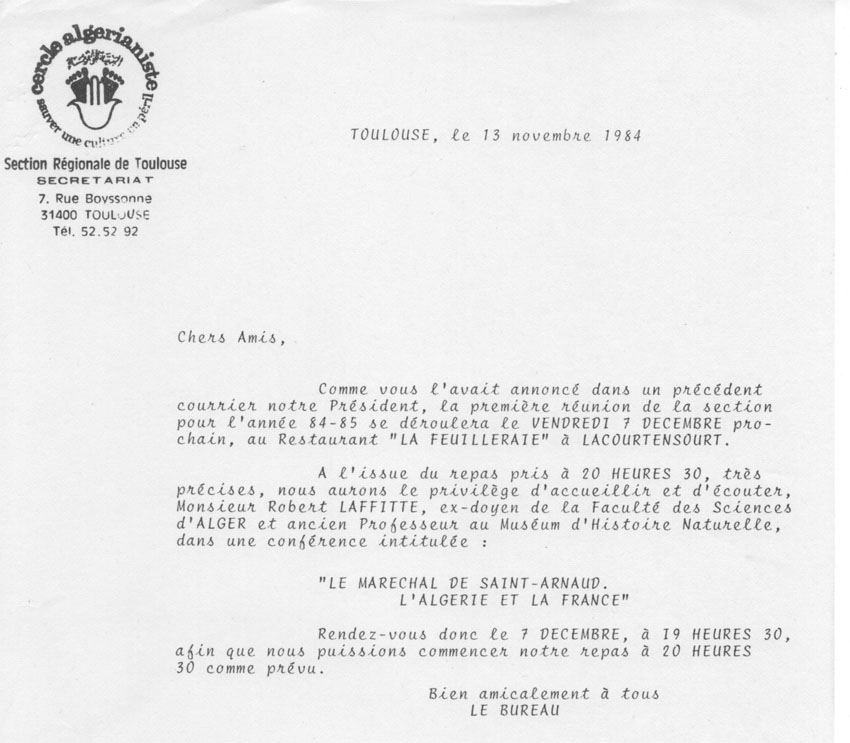 cercle algerianiste
sauver une culture en péril
Section Régionale de Toulouse
SECRETARIAT
7. Rue Boyssonne
31400 TOULOUSE
Tél. 52.52 92
TOULOUSE, le 13 novembre 1984
Chers Amis,
Comme vous l'avait annoncé dans un précédent
courrier notre Président, la première réunion de la section
pour l'année 84-85 se déroulera le VENDREDI 7 DECEMBRE pro-
chain, au Restaurant "LA FEUILLERAIE" à LACOURTENSOURT.
A l'issue du repas pris à 20 HEURES 30, très
précises, nous aurons le privilège d'accueillir et d'écouter,
Monsieur Robert LAFFITTE, ex-doyen de la Faculté des Sciences
d'ALGER et ancien Professeur au Muséum d'Histoire Naturelle,
dans une conférence intitulée :
"LE MARECHAL DE SAINT-ARNAUD.
L'ALGERIE ET LA FRANCE"
Rendez-vous donc le 7 DECEMBRE, à 19 HEURES 30,
afin que nous puissions commencer notre repas à 20 HEURES
30 comme prévu.
Bien amicalement à tous
LE BUREAU